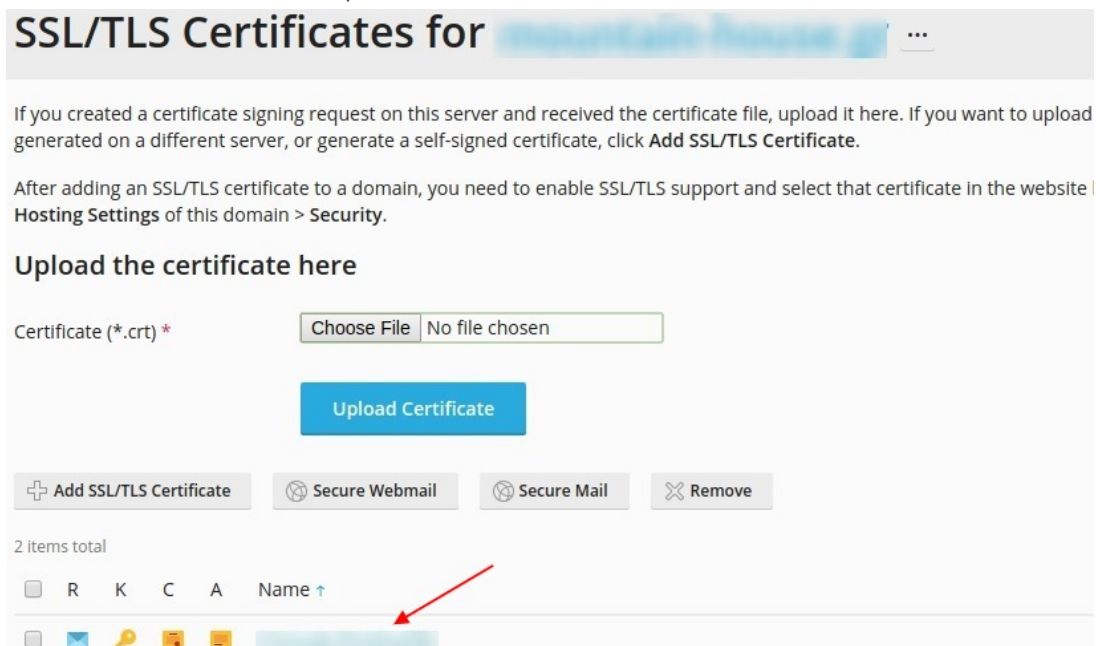 SSL/TLS Certificates for ...
If you created a certificate signing request on this server and received the certificate file, upload it here. If you want to upload
generated on a different server, or generate a self-signed certificate, click Add SSL/TLS Certificate.
After adding an SSL/TLS certificate to a domain, you need to enable SSL/TLS support and select that certificate in the website
Hosting Settings of this domain > Security.
Upload the certificate here
Certificate (*.crt) *
Choose File No file chosen
Upload Certificate
Add SSL/TLS Certificate Secure Webmail Secure Mail Remove
2 items total
R K C A Name ↑